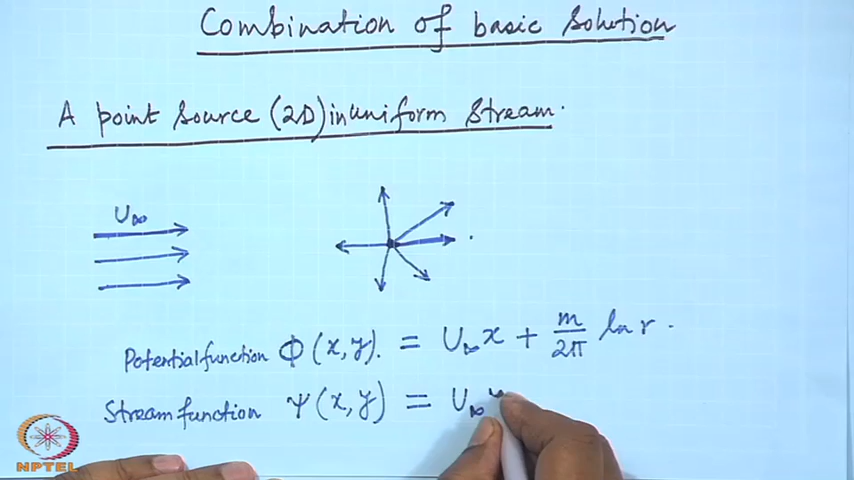 Combination of basic Solution
A point Source (2D) in uniform Stream.
U∞
Potential function Φ (x, y). = U∞ x + m/2π ln r.
Stream function Ψ (x, y) = U∞
NPTEL